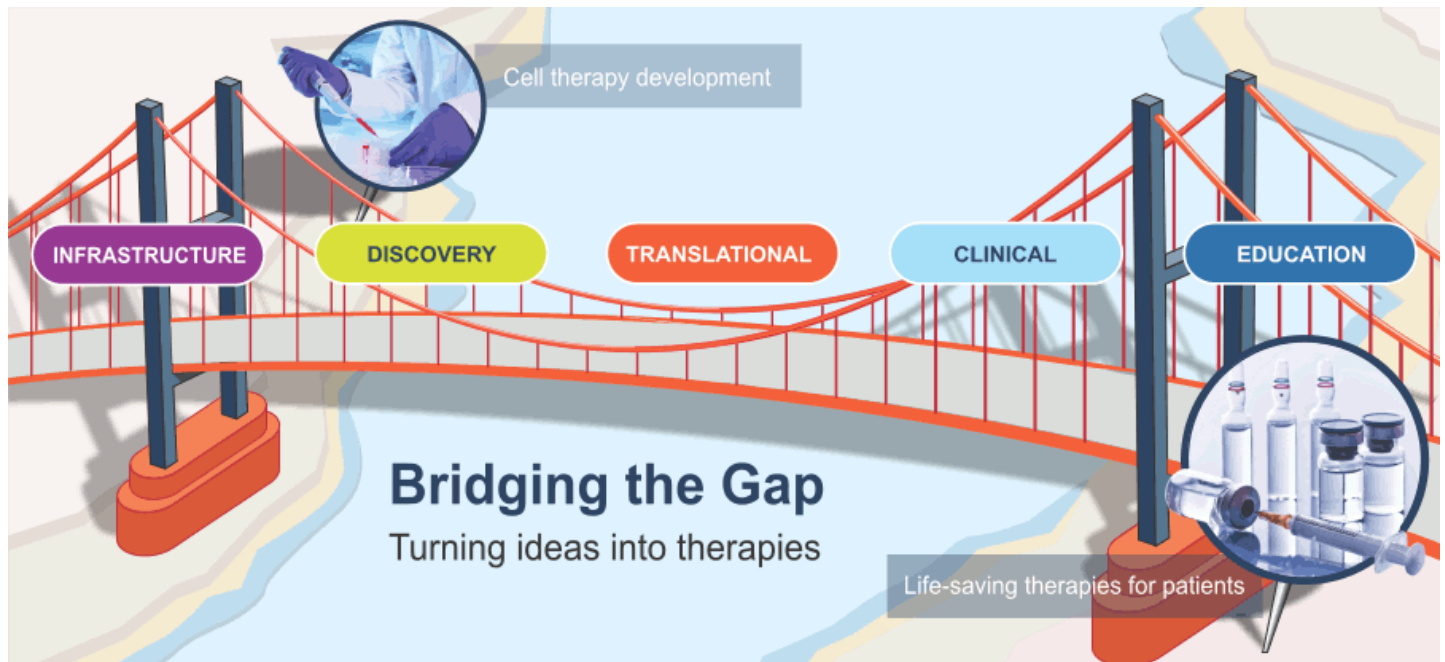 Cell therapy development
INFRASTRUCTURE
DISCOVERY
TRANSLATIONAL
CLINICAL
EDUCATION
Bridging the Gap
Turning ideas into therapies
Life-saving therapies for patients